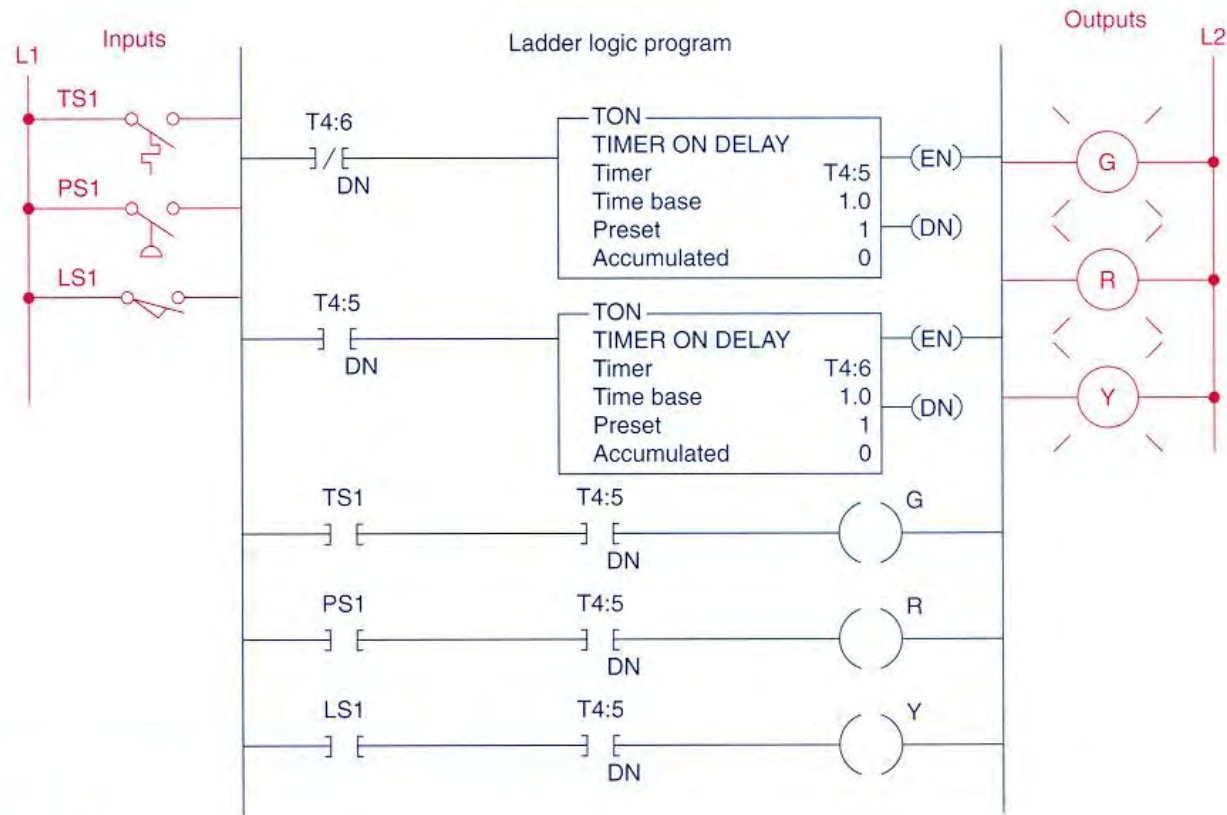 Inputs
Ladder logic program
Outputs
L1
L2
TS1
PS1
LS1
T4:6
DN
TON
TIMER ON DELAY
Timer T4:5
Time base 1.0
Preset 1
Accumulated 0
(EN)
(DN)
T4:5
DN
TON
TIMER ON DELAY
Timer T4:6
Time base 1.0
Preset 1
Accumulated 0
(EN)
(DN)
G
R
Y
TS1 T4:5 G
DN
PS1 T4:5 R
DN
LS1 T4:5 Y
DN